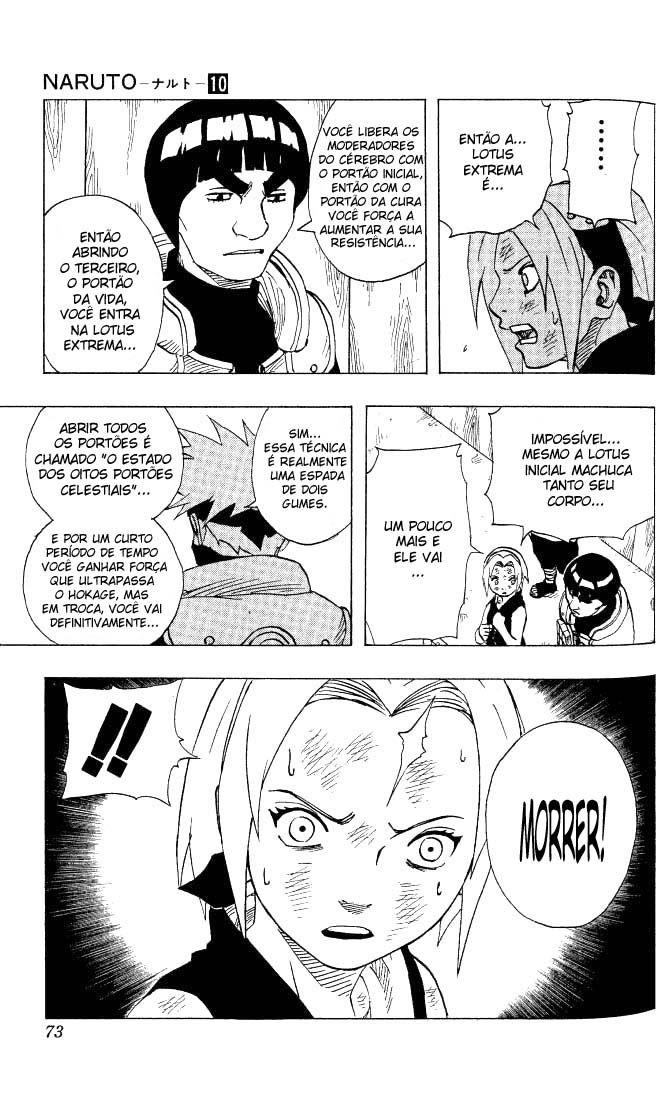 NARUTO—ナルト—10
......
ENTÃO A...
LOTUS
EXTREMA
É...
VOCÊ LIBERA OS
MODERADORES
DO CÉREBRO COM
O PORTÃO INICIAL,
ENTÃO COM O
PORTÃO DA CURA
VOCÊ FORÇA A
AUMENTAR A SUA
RESISTÊNCIA...
ENTÃO
ABRINDO
O TERCEIRO,
O PORTÃO
DA VIDA,
VOCÊ ENTRA
NA LOTUS
EXTREMA...
IMPOSSÍVEL...
MESMO A LOTUS
INICIAL MACHUCA
TANTO SEU
CORPO...
UM POUCO
MAIS E
ELE VAI
...
SIM...
ESSA TÉCNICA
É REALMENTE
UMA ESPADA
DE DOIS
GUMES.
ABRIR TODOS
OS PORTÕES É
CHAMADO "O ESTADO
DOS OITOS PORTÕES
CELESTIAIS"...
E POR UM CURTO
PERÍODO DE TEMPO
VOCÊ GANHAR FORÇA
QUE ULTRAPASSA
O HOKAGE, MAS
EM TROCA, VOCÊ VAI
DEFINITIVAMENTE...
MORRER!
!!
73